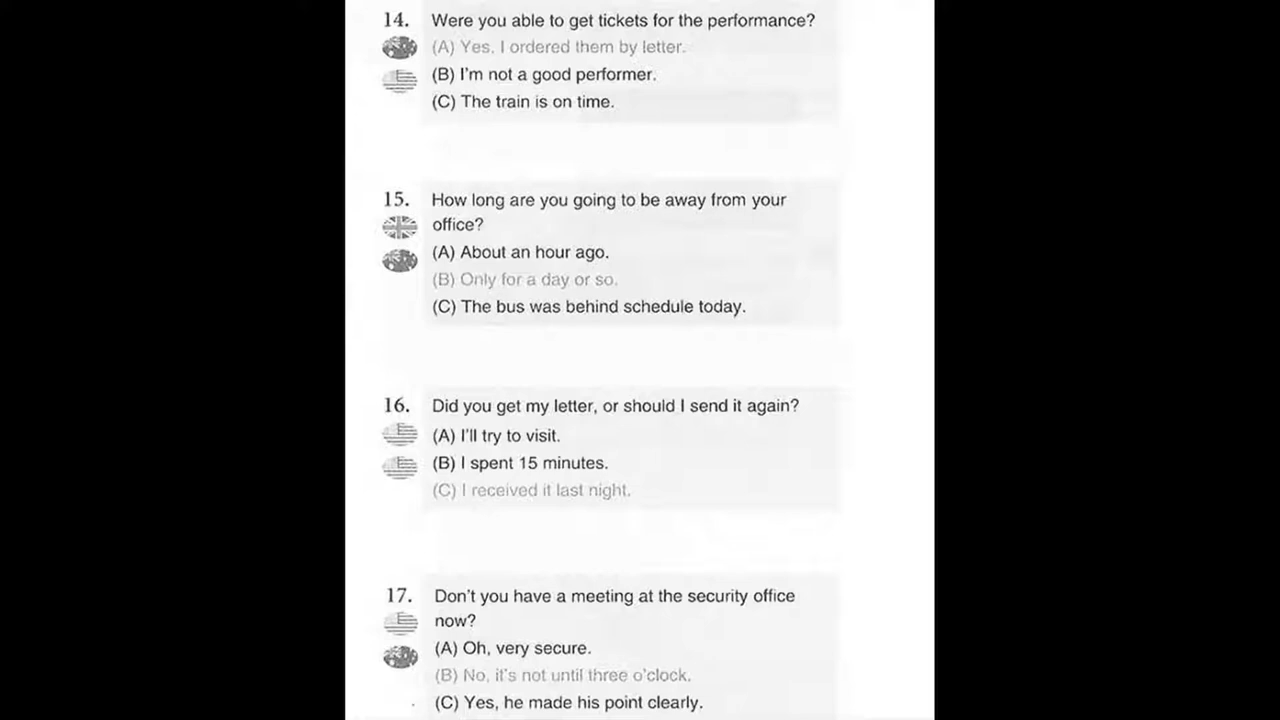 14. Were you able to get tickets for the performance?
(A) Yes, I ordered them by letter.
(B) I'm not a good performer.
(C) The train is on time.
15. How long are you going to be away from your
office?
(A) About an hour ago.
(B) Only for a day or so.
(C) The bus was behind schedule today.
16. Did you get my letter, or should I send it again?
(A) I'll try to visit.
(B) I spent 15 minutes.
(C) I received it last night.
17. Don't you have a meeting at the security office
now?
(A) Oh, very secure.
(B) No, it's not until three o'clock.
(C) Yes, he made his point clearly.